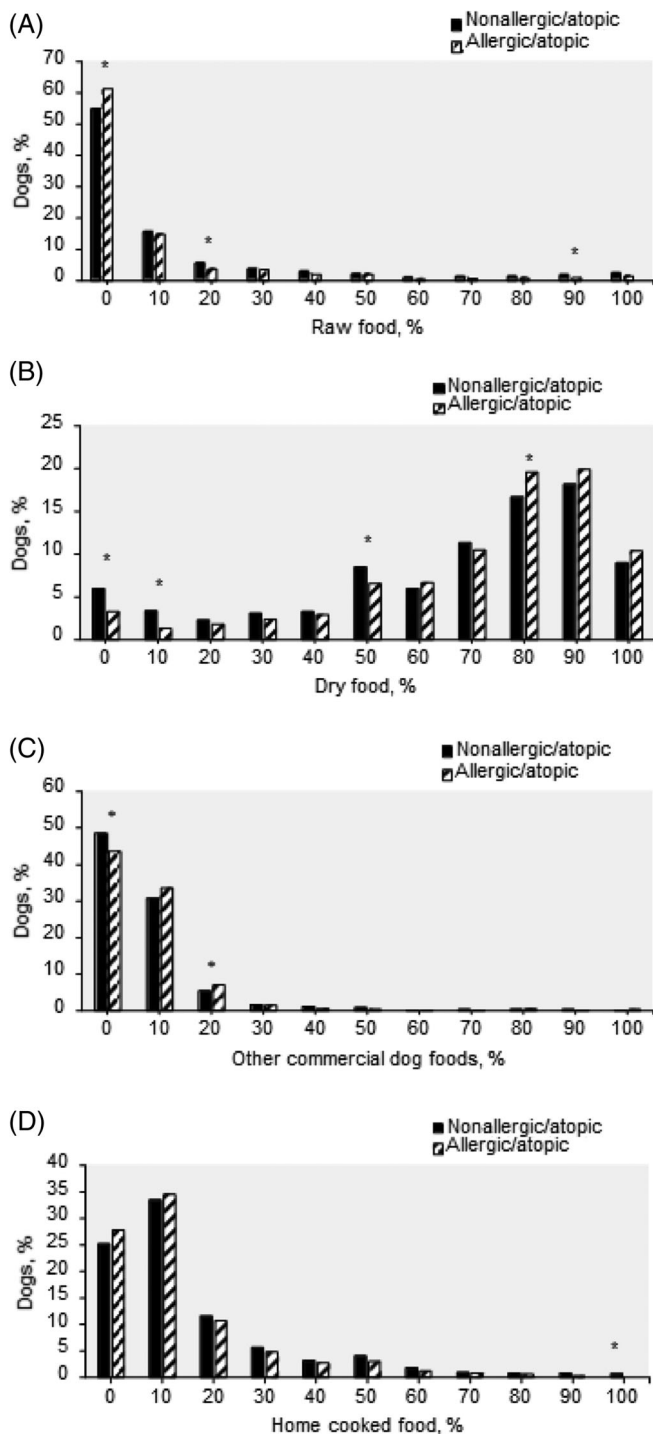 (A)
Nonallergic/atopic
Allergic/atopic
70
60
50
40
30
20
10
0
Dogs, %
*
*
*
0 10 20 30 40 50 60 70 80 90 100
Raw food, %
(B)
Nonallergic/atopic
Allergic/atopic
25
20
15
10
5
0
Dogs, %
*
*
*
*
0 10 20 30 40 50 60 70 80 90 100
Dry food, %
(C)
Nonallergic/atopic
Allergic/atopic
60
50
40
30
20
10
0
Dogs, %
*
*
0 10 20 30 40 50 60 70 80 90 100
Other commercial dog foods, %
(D)
Nonallergic/atopic
Allergic/atopic
40
35
30
25
20
15
10
5
0
Dogs, %
*
0 10 20 30 40 50 60 70 80 90 100
Home cooked food, %